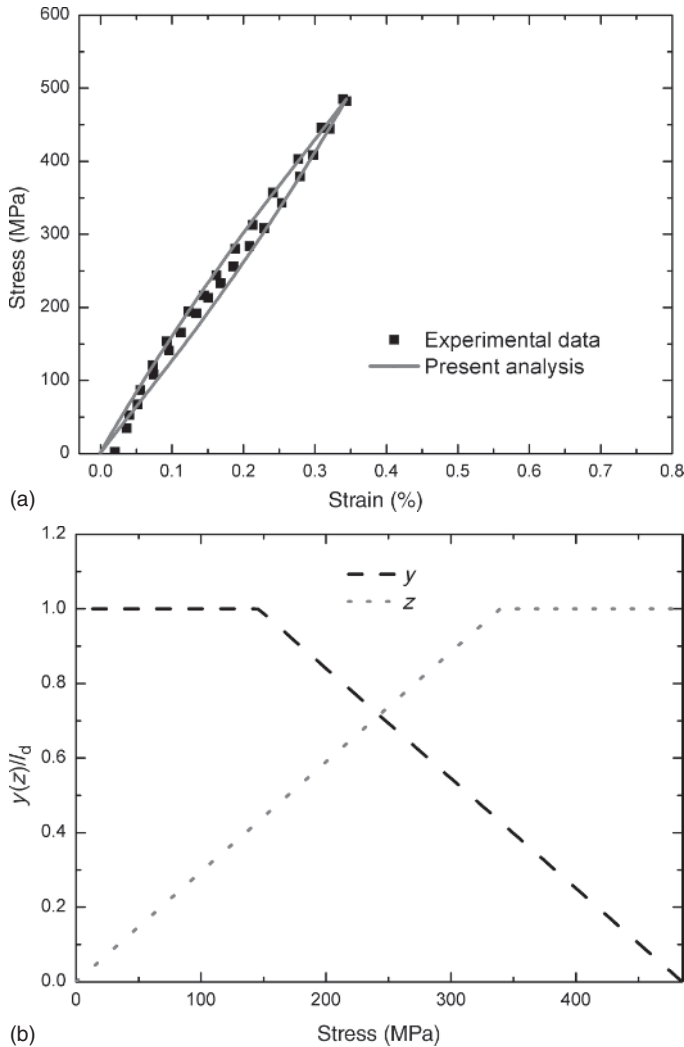 600
500
400
300
200
100
0
Stress (MPa)
Experimental data
Present analysis
0.0 0.1 0.2 0.3 0.4 0.5 0.6 0.7 0.8
Strain (%)
(a)
1.2
1.0
0.8
0.6
0.4
0.2
0.0
y(z)/l_d
y
z
0 100 200 300 400
Stress (MPa)
(b)